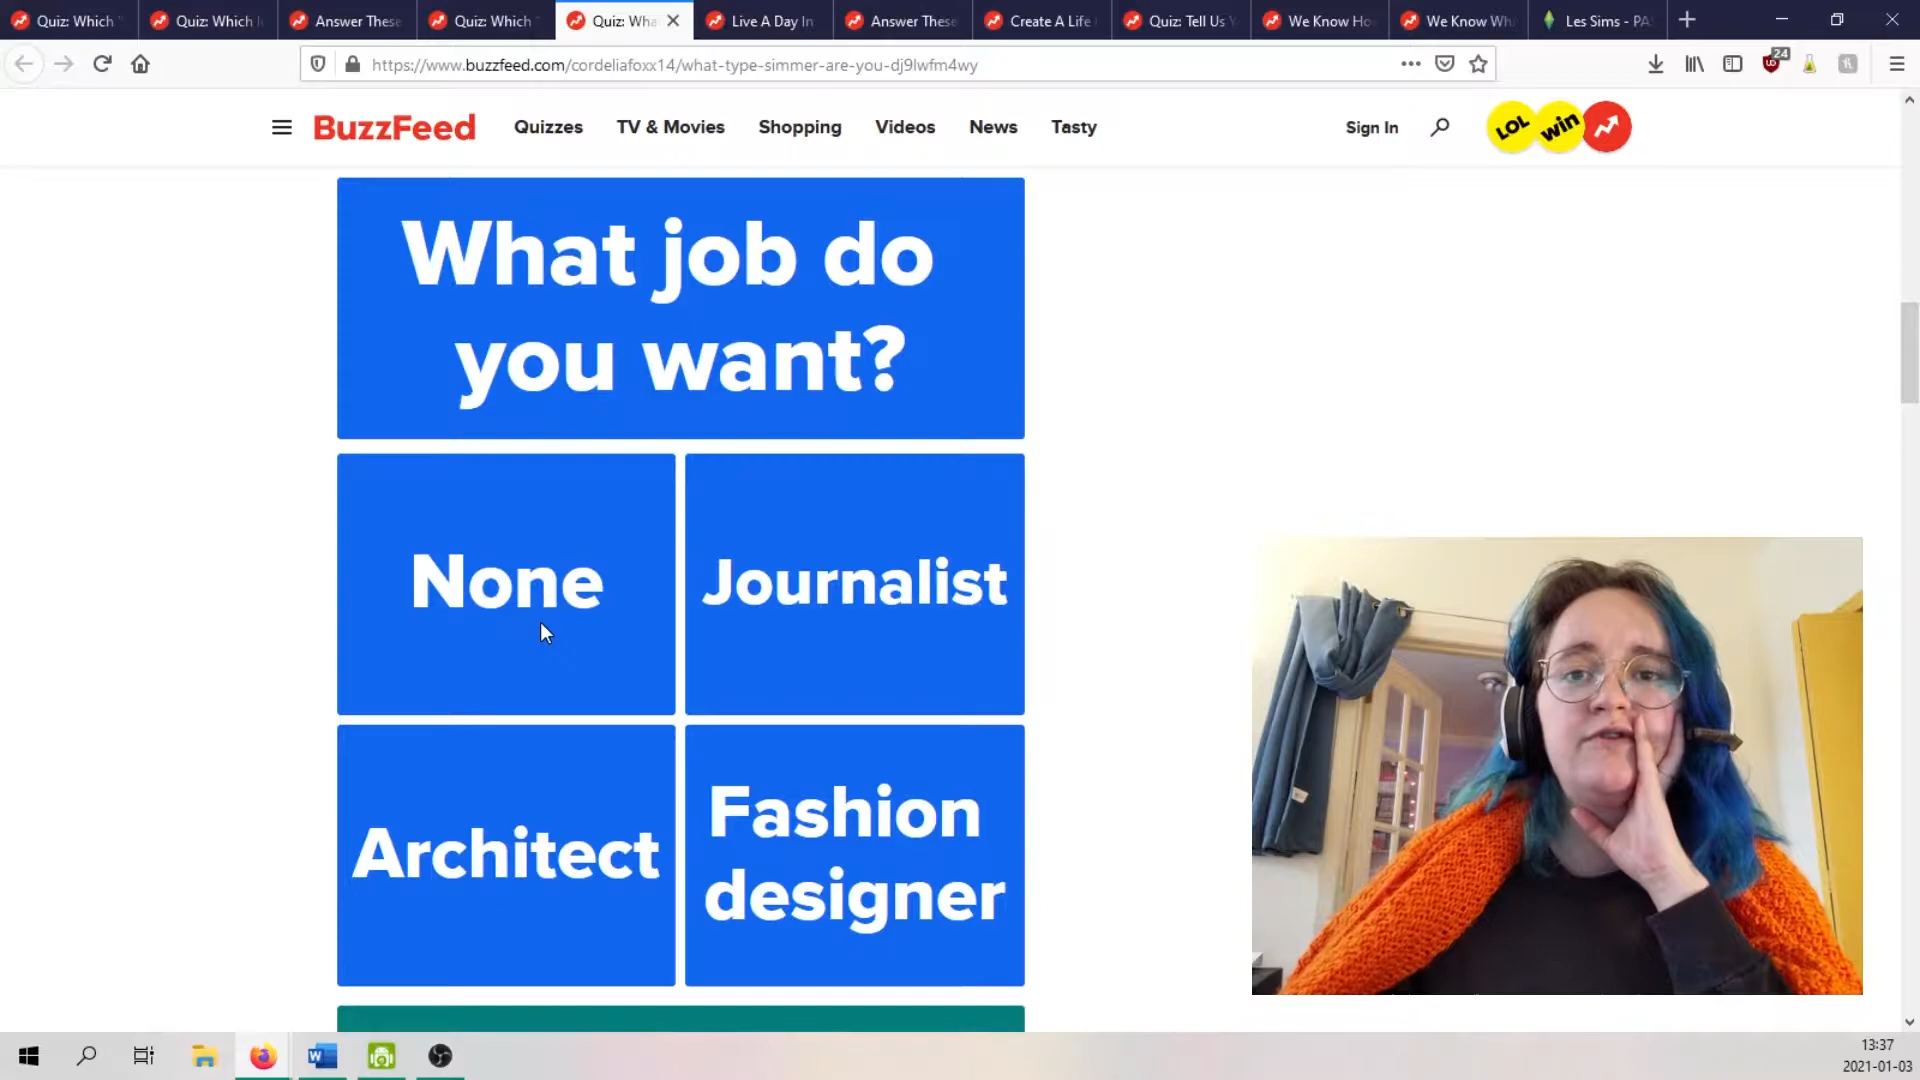 Quiz: Which
Quiz: Which I
Answer These
Quiz: Which
Quiz: Wha
Live A Day In
Answer These
Create A Life
Quiz: Tell Us Y
We Know Ho
We Know Wh
Les Sims - PA
https://www.buzzfeed.com/cordeliafoxx14/what-type-simmer-are-you-dj9lwfm4wy
24
BuzzFeed
Quizzes
TV & Movies
Shopping
Videos
News
Tasty
Sign In
LOL
win
What job do
you want?
None
Journalist
Architect
Fashion
designer
13:37
2021-01-03